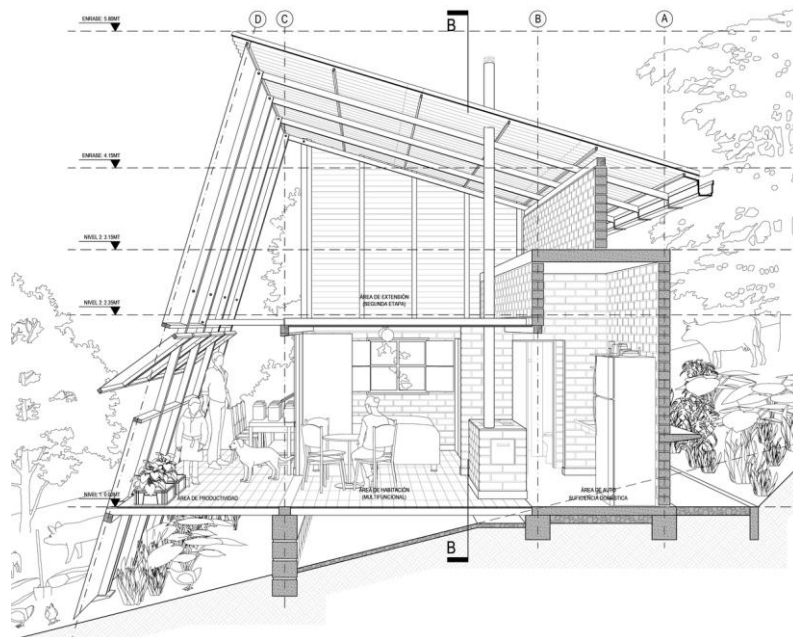 D
C
B
B
A
ENRASE: 5.80MT
ENRASE: 4.15MT
NIVEL 2: 3.15MT
NIVEL 2: 2.35MT
ÁREA DE EXTENSIÓN
(SEGUNDA ETAPA)
NIVEL 1: 0.00MT
ÁREA DE PRODUCTIVIDAD
ÁREA DE HABITACIÓN
(MULTIFUNCIONAL)
ÁREA DE AUTO
SUFICIENCIA DOMÉSTICA
B